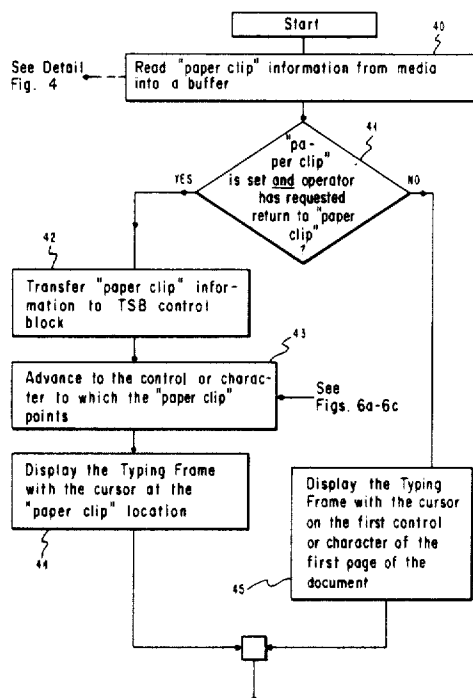 Start
40
See Detail
Fig. 4
Read "paper clip" information from media
into a buffer
41
"pa-
per clip"
is set and operator
has requested
return to "paper
clip"
?
YES
NO
42
Transfer "paper clip" infor-
mation to TSB control
block
43
Advance to the control or charac-
ter to which the "paper clip"
points
See
Figs. 6a-6c
Display the Typing Frame
with the cursor at the
"paper clip" location
44
Display the Typing
Frame with the cursor
on the first control
or character of the
first page of the
document
45